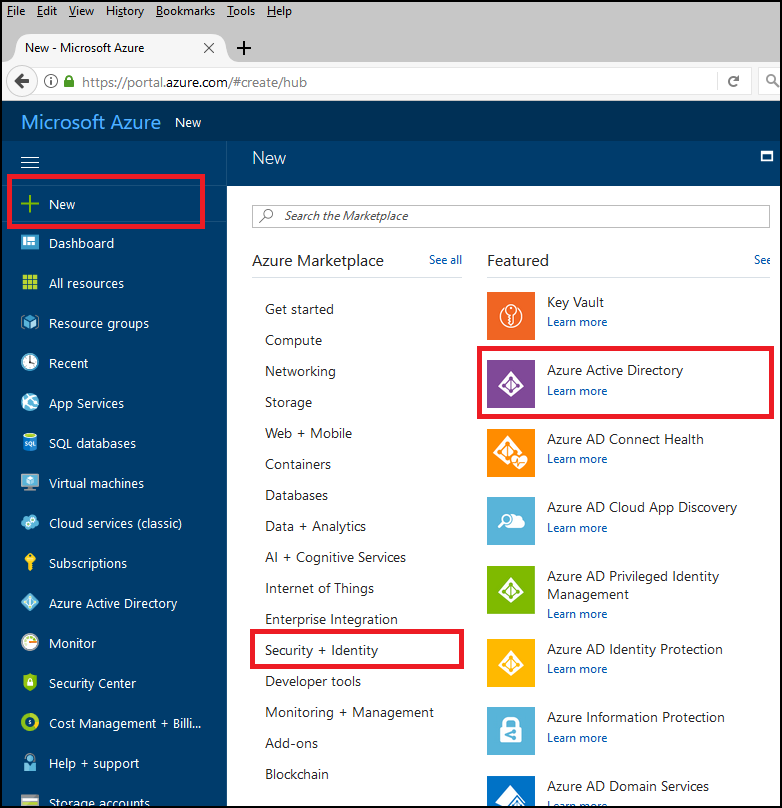 File Edit View History Bookmarks Tools Help
New - Microsoft Azure
https://portal.azure.com/#create/hub
Microsoft Azure New
New
New
Dashboard
All resources
Resource groups
Recent
App Services
SQL databases
Virtual machines
Cloud services (classic)
Subscriptions
Azure Active Directory
Monitor
Security Center
Cost Management + Billi...
Help + support
Storage accounts
Search the Marketplace
Azure Marketplace See all
Get started
Compute
Networking
Storage
Web + Mobile
Containers
Databases
Data + Analytics
AI + Cognitive Services
Internet of Things
Enterprise Integration
Security + Identity
Developer tools
Monitoring + Management
Add-ons
Blockchain
Featured See
Key Vault
Learn more
Azure Active Directory
Learn more
Azure AD Connect Health
Learn more
Azure AD Cloud App Discovery
Learn more
Azure AD Privileged Identity
Management
Learn more
Azure AD Identity Protection
Learn more
Azure Information Protection
Learn more
Azure AD Domain Services
Learn more